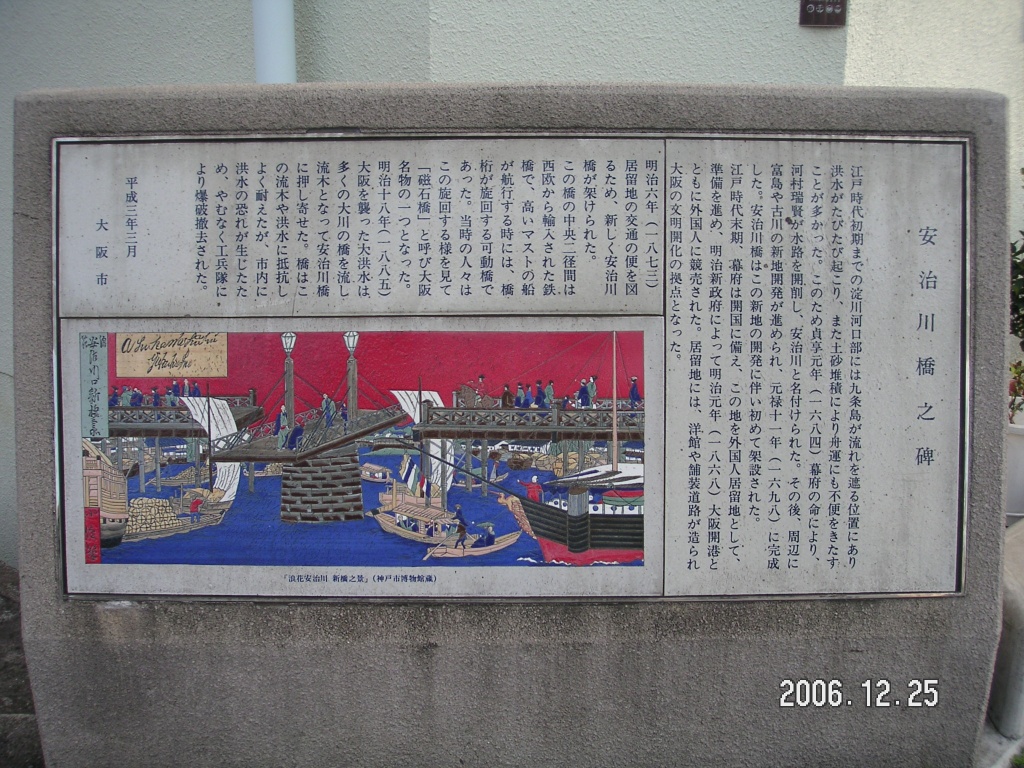 安治川橋之碑
江戸時代初期までの淀川河口部には九条島が流れを遮る位置にあり
洪水がたびたび起こり、また土砂堆積により舟運にも不便をきたす
ことが多かった。このため貞享元年（一六八四）幕府の命により、
河村瑞賢が水路を開削し、安治川と名付けられた。その後、周辺に
富島や古川の新地開発が進められ、元禄十一年（一六九八）に完成
した。安治川橋はこの新地の開発に伴い初めて架設された。
江戸時代末期、幕府は開国に備え、この地を外国人居留地として、
準備を進め、明治新政府によって明治元年（一八六八）大阪開港と
ともに外国人に競売された。居留地には、洋館や舗装道路が造られ
大阪の文明開化の拠点となった。
明治六年（一八七三）
居留地の交通の便を図
るため、新しく安治川
橋が架けられた。
この橋の中央二径間は
西欧から輸入された鉄
橋で、高いマストの船
が航行する時には、橋
桁が旋回する可動橋で
あった。当時の人々は
この旋回する様を見て
「磁石橋」と呼び大阪
名物の一つとなった。
明治十八年（一八八五）
大阪を襲った大洪水は、
多くの大川の橋を流し
流木となって安治川橋
に押し寄せた。橋はこ
の流木や洪水に抵抗し
よく耐えたが、市内に
洪水の恐れが生じたた
め、やむなく工兵隊に
より爆破撤去された。
平成三年三月
大阪市
「浪花安治川 新橋之景」（神戸市博物館蔵）
2006.12.25